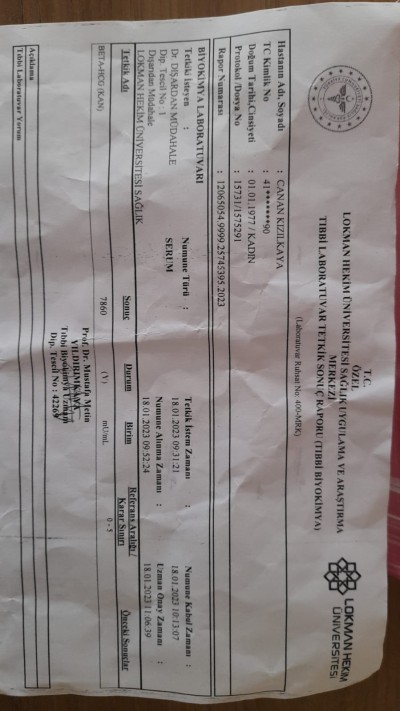 T.C.
ÖZEL
LOKMAN HEKİM ÜNİVERSİTESİ SAĞLIK UYGULAMA VE ARAŞTIRMA
MERKEZİ
TIBBİ LABORATUVAR TETKİK SONUÇ RAPORU (TIBBİ BİYOKİMYA)
(Laboratuvar Ruhsat No: 400-MRK)
LOKMAN HEKİM
ÜNİVERSİTESİ
Hastanın Adı, Soyadı : CANAN KIZILKAYA
TC Kimlik No : 41*******90
Doğum Tarihi,Cinsiyeti : 01.01.1977 / KADIN
Protokol /Dosya No : 15731/1575291
Rapor Numarası : 12065054.9999.25745395.2023
BİYOKİMYA LABORATUVARI
Tetkiki İsteyen : Numune Türü : Tetkik İstem Zamanı : Numune Kabul Zamanı :
Dr. DIŞARDAN MÜDAHALE SERUM 18.01.2023 09:31:21 18.01.2023 10:13:07
Dip. Tescil No : 1 Numune Alınma Zamanı : Uzman Onay Zamanı :
Dışarıdan Müdahale 18.01.2023 09:52:24 18.01.2023 11:06:39
LOKMAN HEKİM ÜNİVERSİTESİ SAĞLIK
Tetkik Adı Sonuç Durum Birim Referans Aralığı / Karar Sınırı Önceki Sonuçlar
BETA-HCG (KAN) 7860 (Y) mU/mL 0 - 5
Prof. Dr. Mustafa Metin
YILDIRIMKAYA
Tıbbi Biyokimya Uzmanı
Dip. Tescil No : 42269
Açıklama
Tıbbi Laboratuvar Yorum